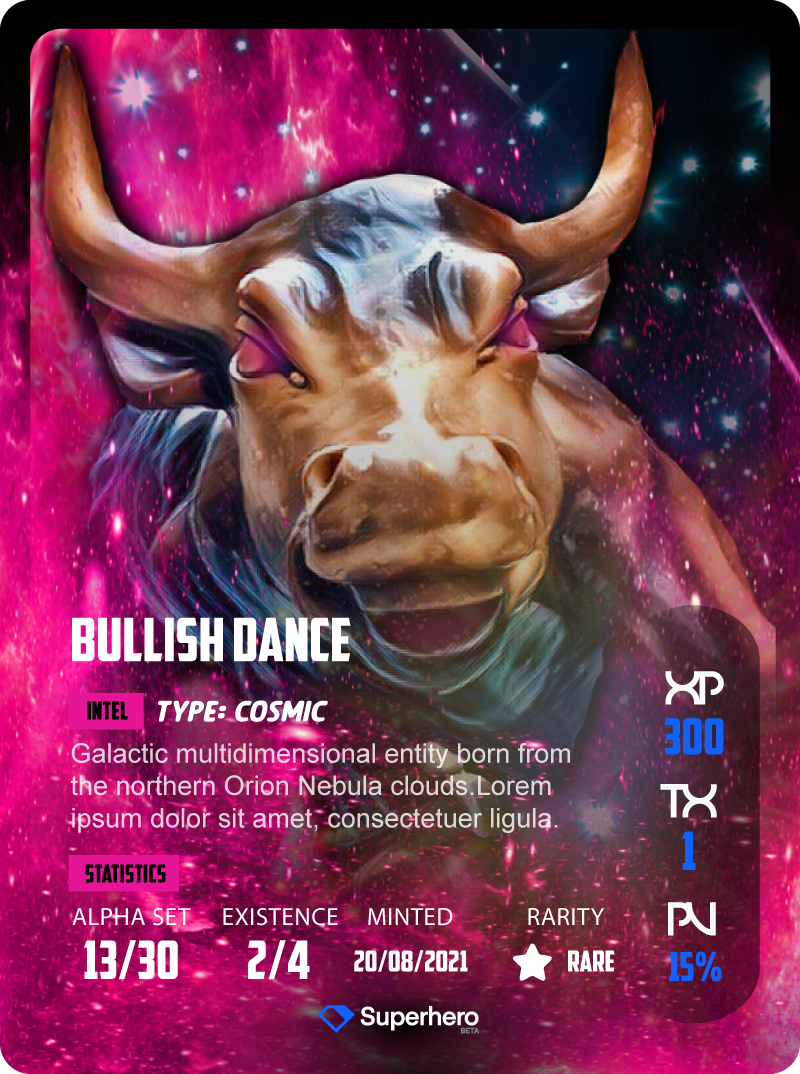 BULLISH DANCE
INTEL TYPE: COSMIC
Galactic multidimensional entity born from
the northern Orion Nebula clouds.Lorem
ipsum dolor sit amet, consectetuer ligula.
STATISTICS
ALPHA SET EXISTENCE MINTED RARITY
13/30 2/4 20/08/2021 RARE
XP
300
TX
1
PV
15%
Superhero
BETA